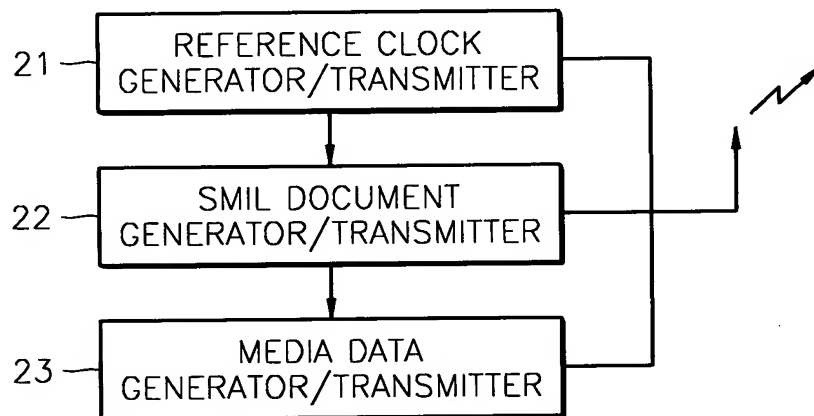 21
REFERENCE CLOCK
GENERATOR/TRANSMITTER
22
SMIL DOCUMENT
GENERATOR/TRANSMITTER
23
MEDIA DATA
GENERATOR/TRANSMITTER